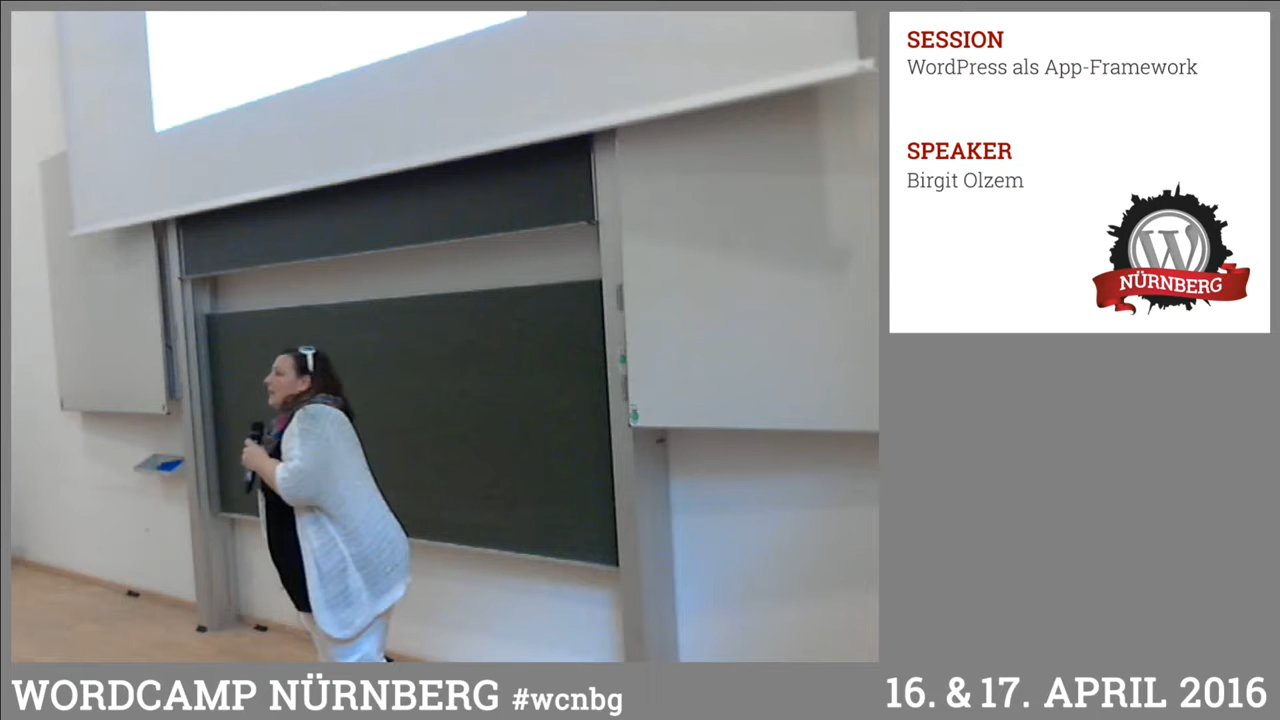 SESSION
WordPress als App-Framework
SPEAKER
Birgit Olzem
W
NÜRNBERG
WORDCAMP NÜRNBERG #wcnbg
16. & 17. APRIL 2016